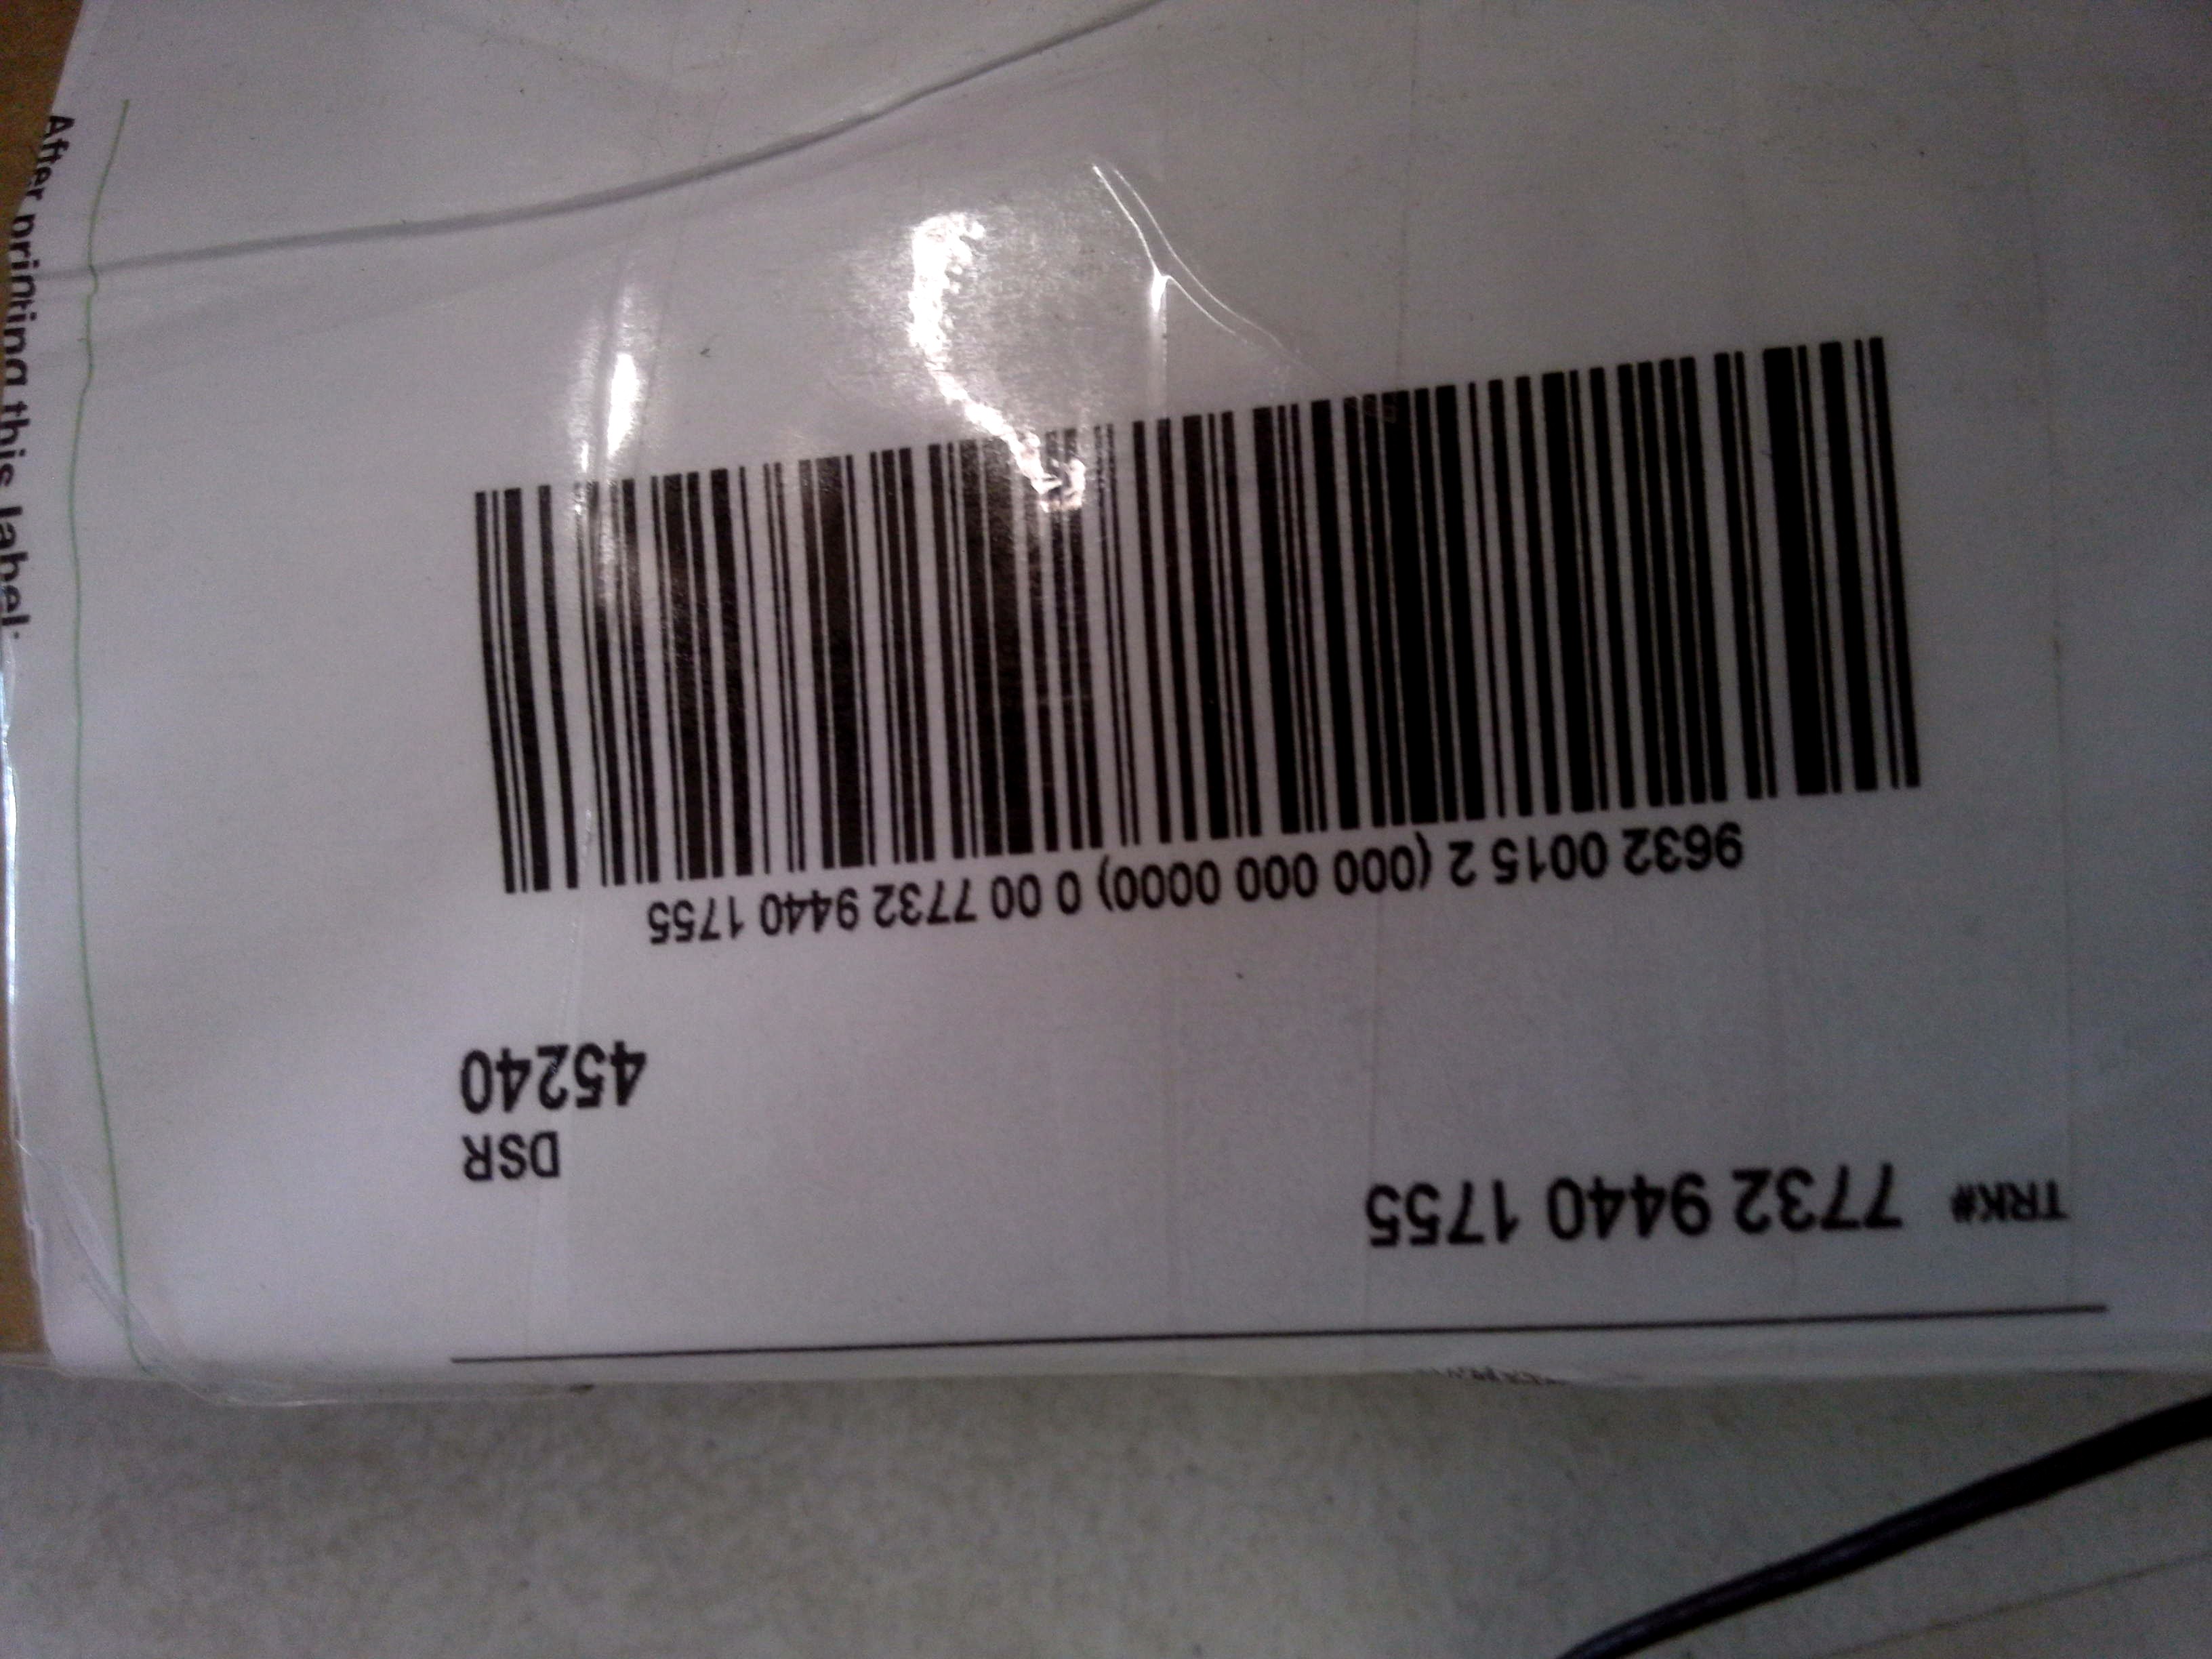 TRK# 7732 9440 1755
DSR
45240
9632 0015 2 (000 000 0000) 0 00 7732 9440 1755
After printing this label: